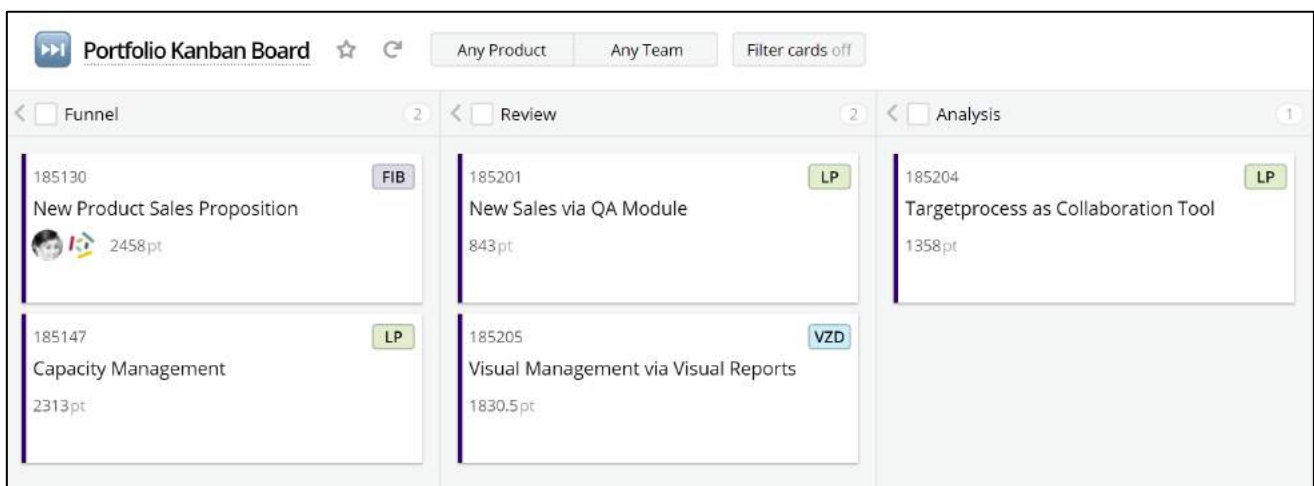 Portfolio Kanban Board Any Product Any Team Filter cards off
Funnel 2
185130 FIB
New Product Sales Proposition
2458pt
185147 LP
Capacity Management
2313pt
Review 2
185201 LP
New Sales via QA Module
843pt
185205 VZD
Visual Management via Visual Reports
1830.5pt
Analysis 1
185204 LP
Targetprocess as Collaboration Tool
1358pt